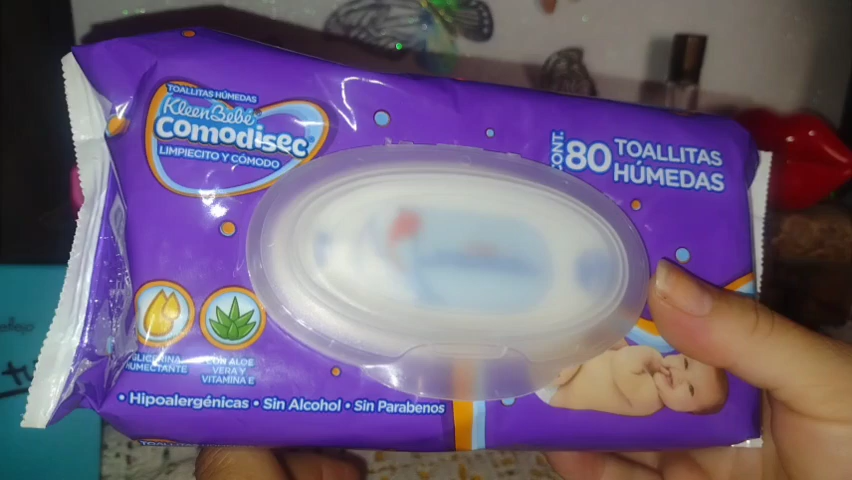 TOALLITAS HÚMEDAS
KleenBebé
Comodisec
LIMPIECITO Y CÓMODO
CONT.
80 TOALLITAS
HÚMEDAS
GLICERINA
HUMECTANTE
CON ALOE
VERA Y
VITAMINA E
• Hipoalergénicas • Sin Alcohol • Sin Parabenos